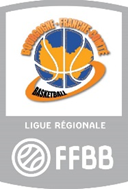 BOURGOGNE - FRANCHE-COMTÉ
BASKETBALL
LIGUE RÉGIONALE
FFBB